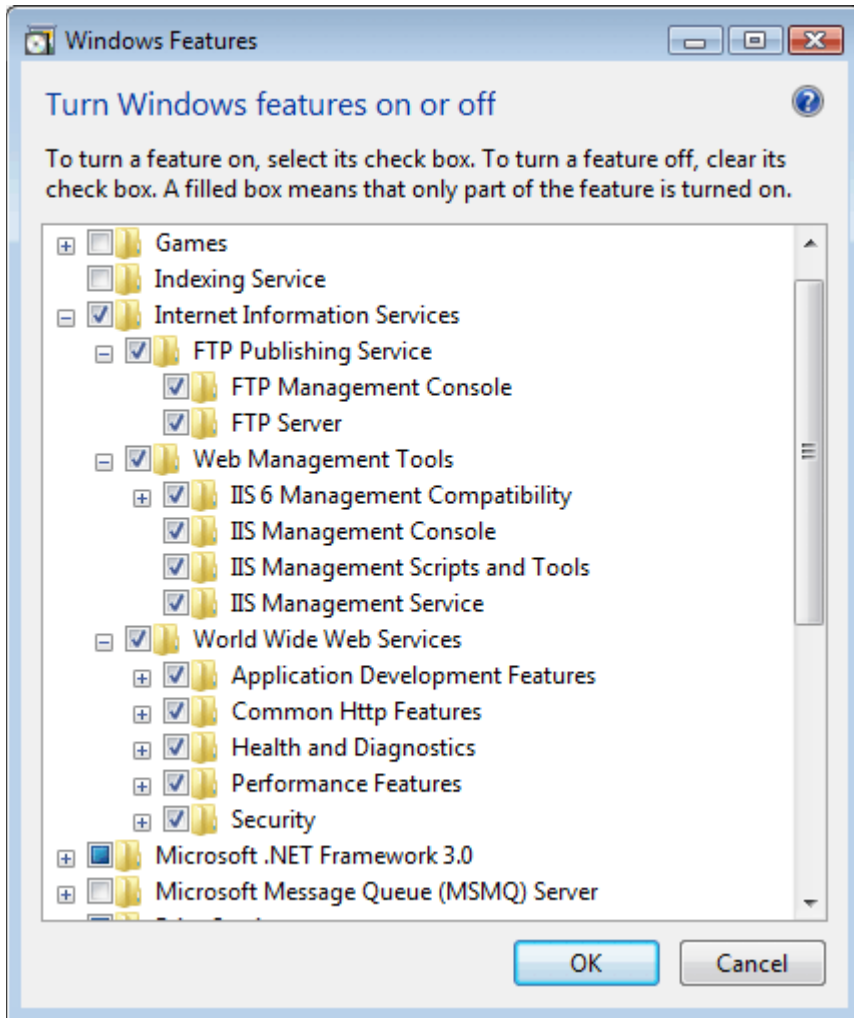 Windows Features
Turn Windows features on or off
To turn a feature on, select its check box. To turn a feature off, clear its
check box. A filled box means that only part of the feature is turned on.
Games
Indexing Service
Internet Information Services
FTP Publishing Service
FTP Management Console
FTP Server
Web Management Tools
IIS 6 Management Compatibility
IIS Management Console
IIS Management Scripts and Tools
IIS Management Service
World Wide Web Services
Application Development Features
Common Http Features
Health and Diagnostics
Performance Features
Security
Microsoft .NET Framework 3.0
Microsoft Message Queue (MSMQ) Server
OK Cancel